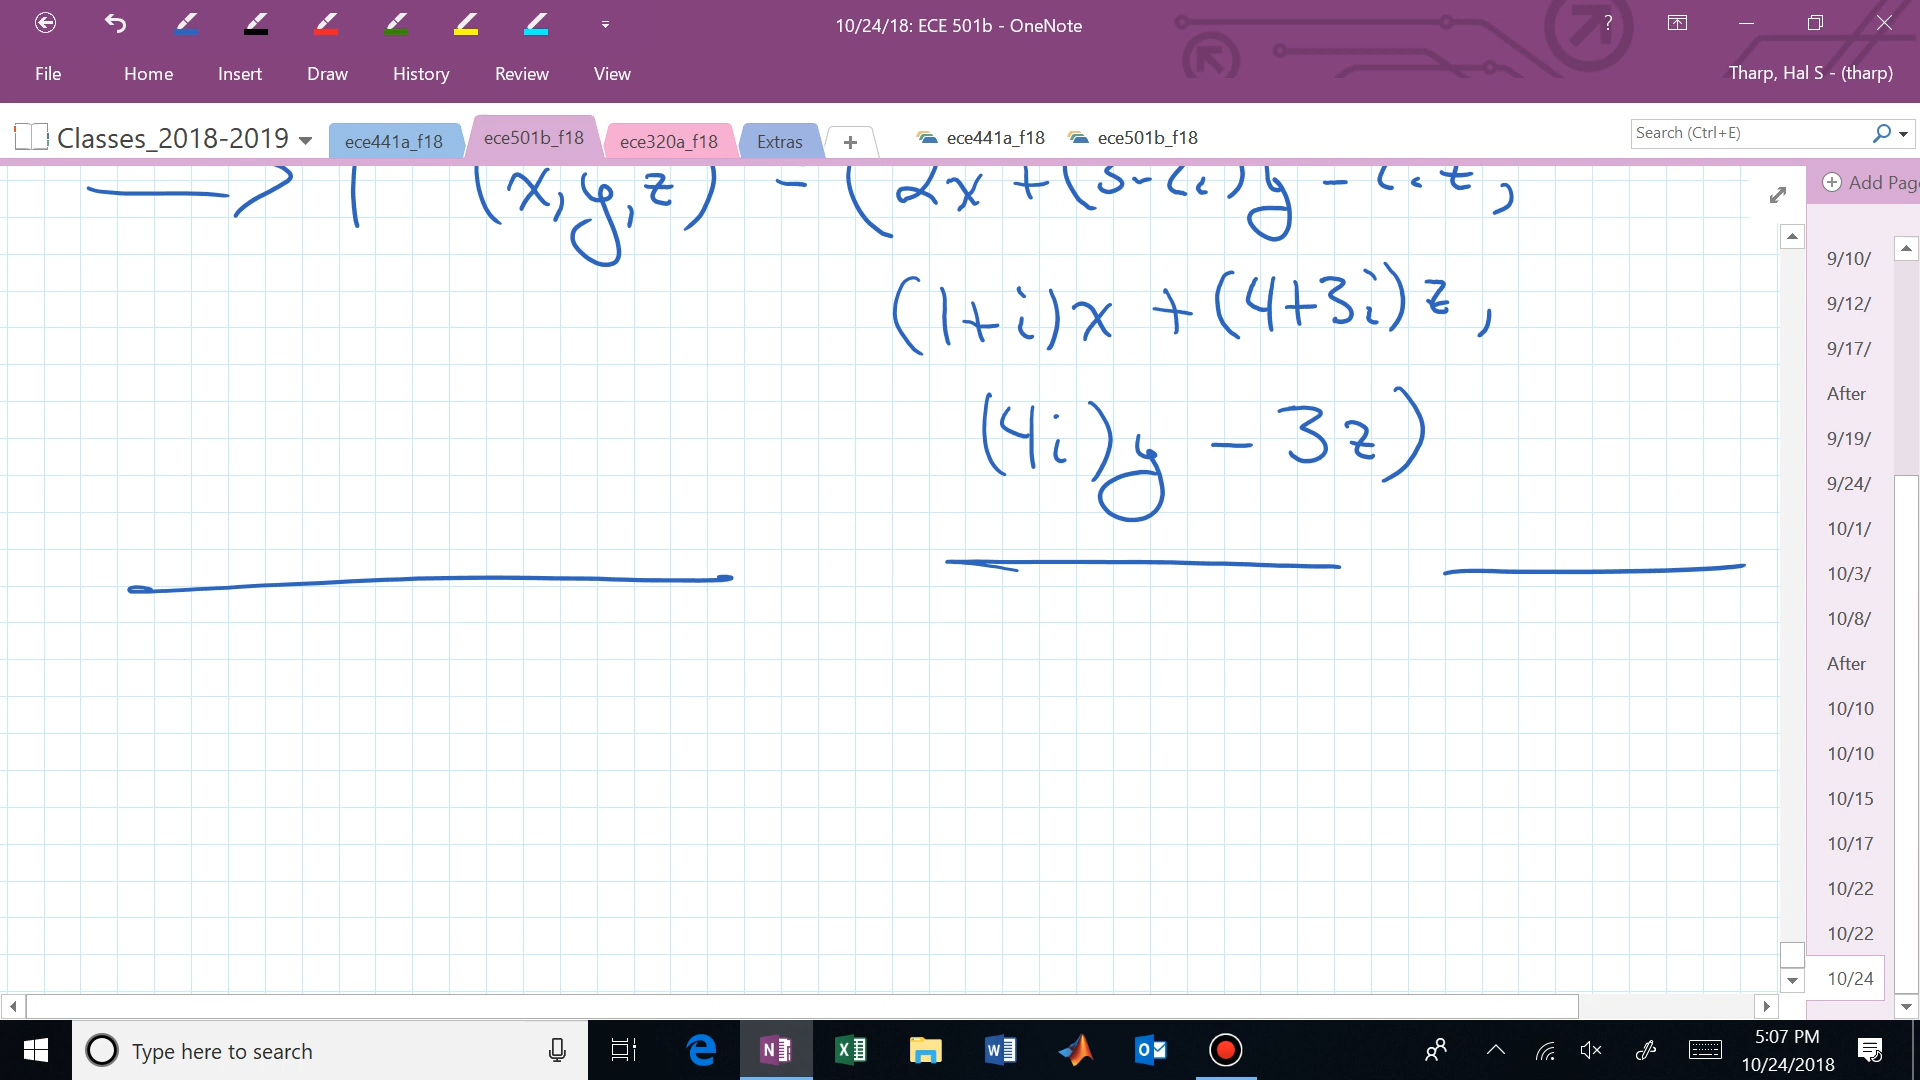 10/24/18: ECE 501b - OneNote
?
File Home Insert Draw History Review View
Tharp, Hal S - (tharp)
Classes_2018-2019 ece441a_f18 ece501b_f18 ece320a_f18 Extras + ece441a_f18 ece501b_f18
Search (Ctrl+E)
Add Page
(x, y, z) = (2x +
(1+i)x + (4+3i)z,
(4i)y - 3z)
9/10/
9/12/
9/17/
After
9/19/
9/24/
10/1/
10/3/
10/8/
After
10/10
10/10
10/15
10/17
10/22
10/22
10/24
Type here to search
5:07 PM
10/24/2018